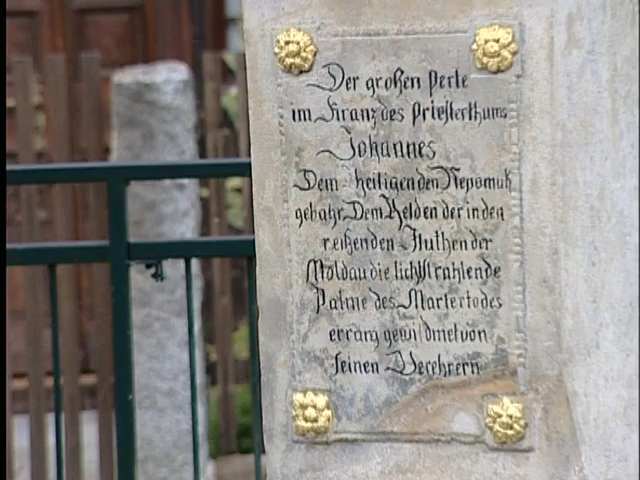 Der großen Perle
im Kranz des Priesterthums
Johannes
Dem heiligen den Nepomuk
gebahr, Dem Helden der in den
reißenden Fluthen der
Moldau die lichtstrahlende
Palme des Martertodes
errang gewidmet von
seinen Verehrern